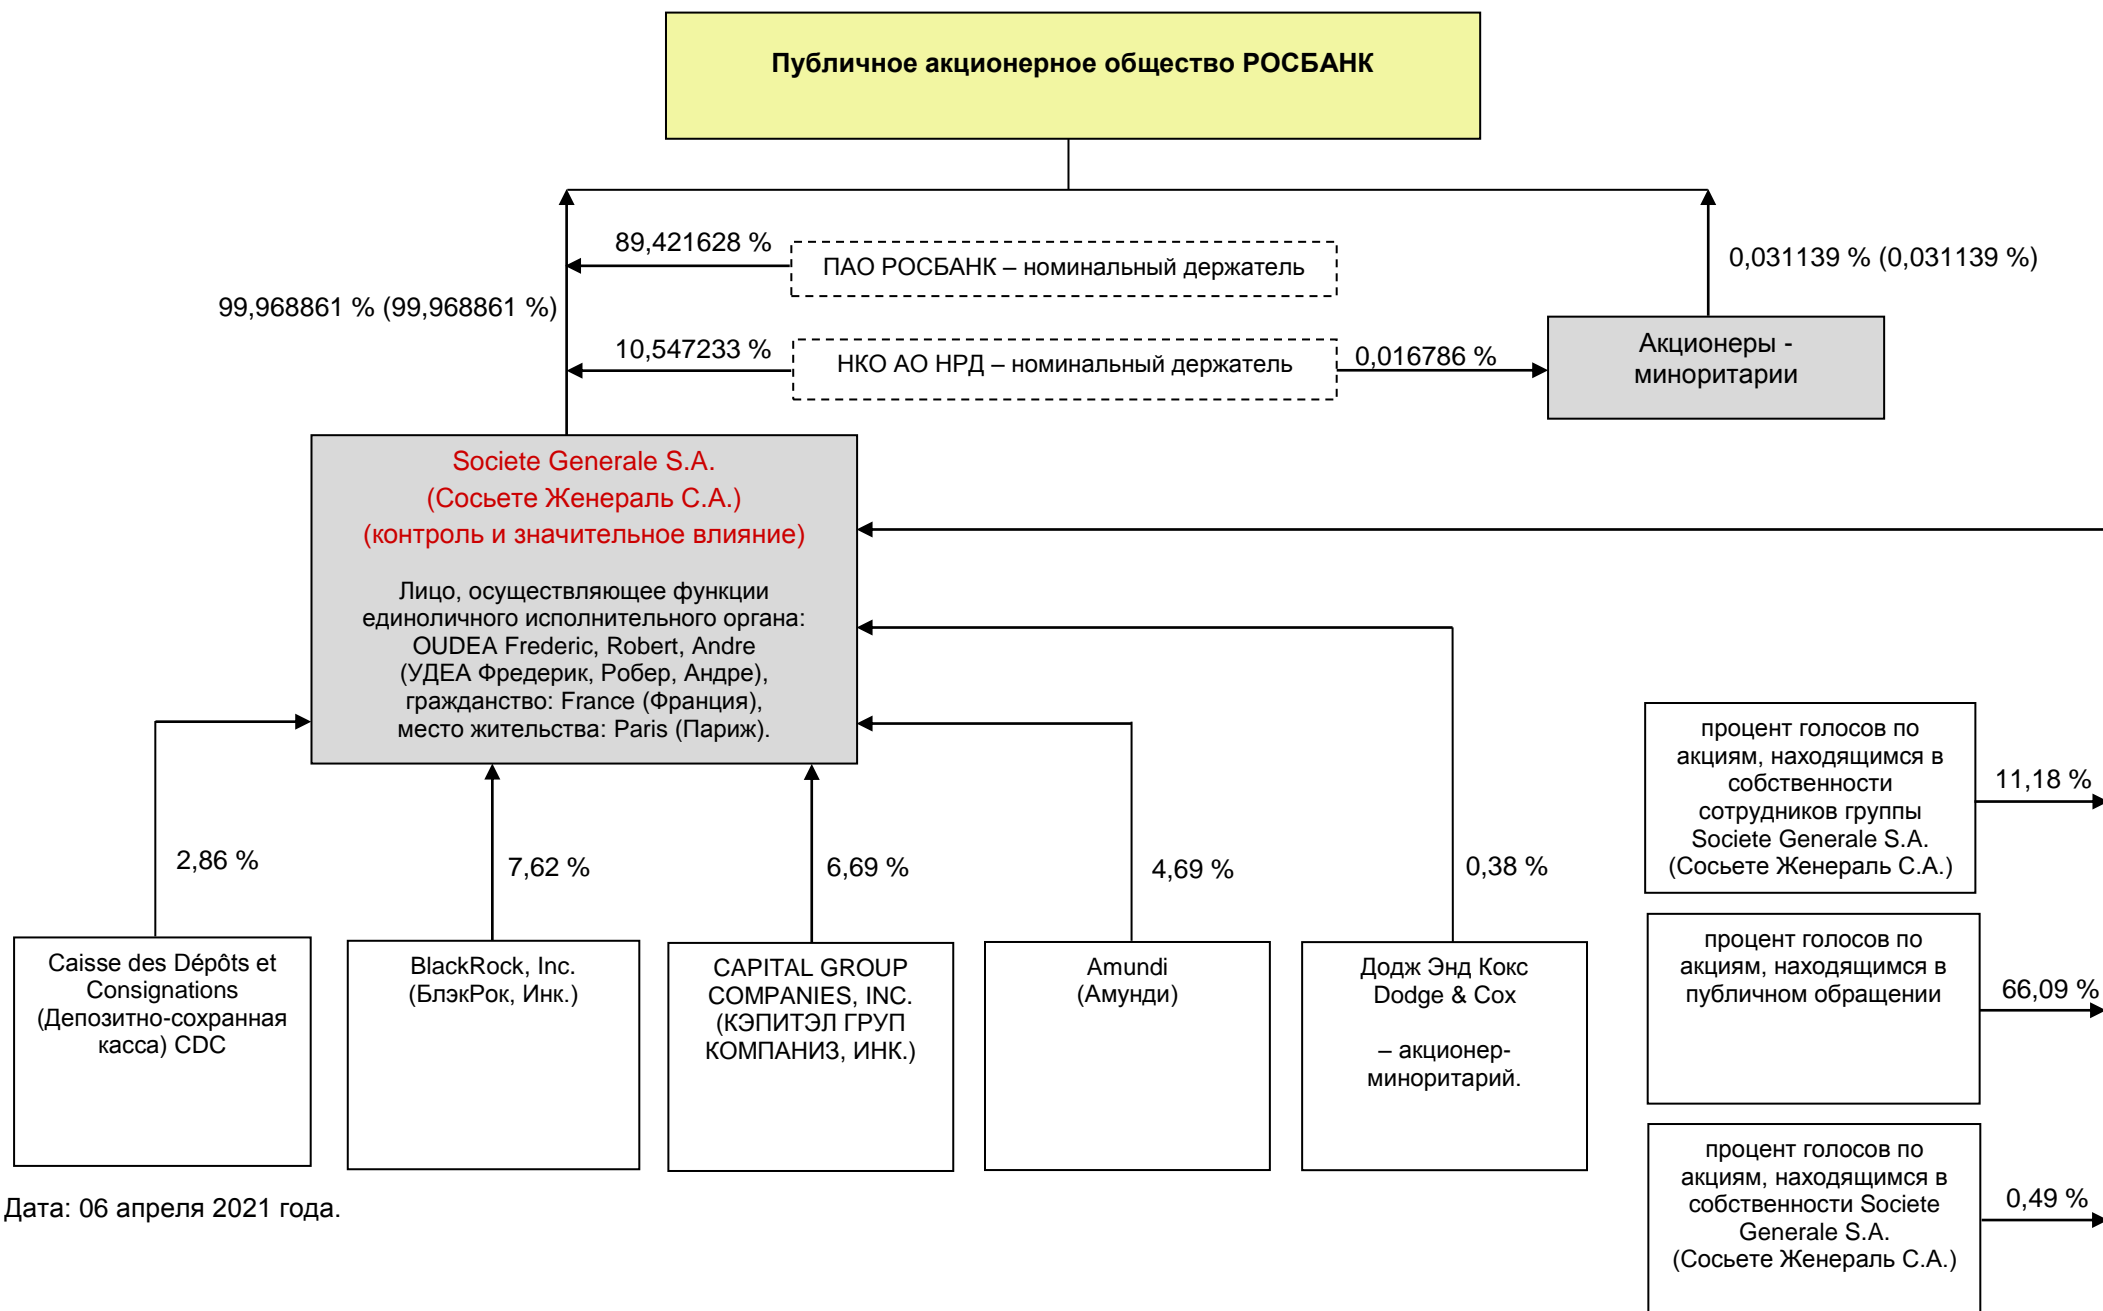 Публичное акционерное общество РОСБАНК
89,421628 %
ПАО РОСБАНК – номинальный держатель
0,031139 % (0,031139 %)
99,968861 % (99,968861 %)
10,547233 %
НКО АО НРД – номинальный держатель
0,016786 %
Акционеры -
миноритарии
Societe Generale S.A.
(Сосьете Женераль С.А.)
(контроль и значительное влияние)
Лицо, осуществляющее функции
единоличного исполнительного органа:
OUDEA Frederic, Robert, Andre
(УДЕА Фредерик, Робер, Андре),
гражданство: France (Франция),
место жительства: Paris (Париж).
2,86 %
7,62 %
6,69 %
4,69 %
0,38 %
Caisse des Dépôts et
Consignations
(Депозитно-сохранная
касса) CDC
BlackRock, Inc.
(БлэкРок, Инк.)
CAPITAL GROUP
COMPANIES, INC.
(КЭПИТЭЛ ГРУП
КОМПАНИЗ, ИНК.)
Amundi
(Амунди)
Додж Энд Кокс
Dodge & Cox
– акционер-
миноритарий.
процент голосов по
акциям, находящимся в
собственности
сотрудников группы
Societe Generale S.A.
(Сосьете Женераль С.А.)
11,18 %
процент голосов по
акциям, находящимся в
публичном обращении
66,09 %
процент голосов по
акциям, находящимся в
собственности Societe
Generale S.A.
(Сосьете Женераль С.А.)
0,49 %
Дата: 06 апреля 2021 года.